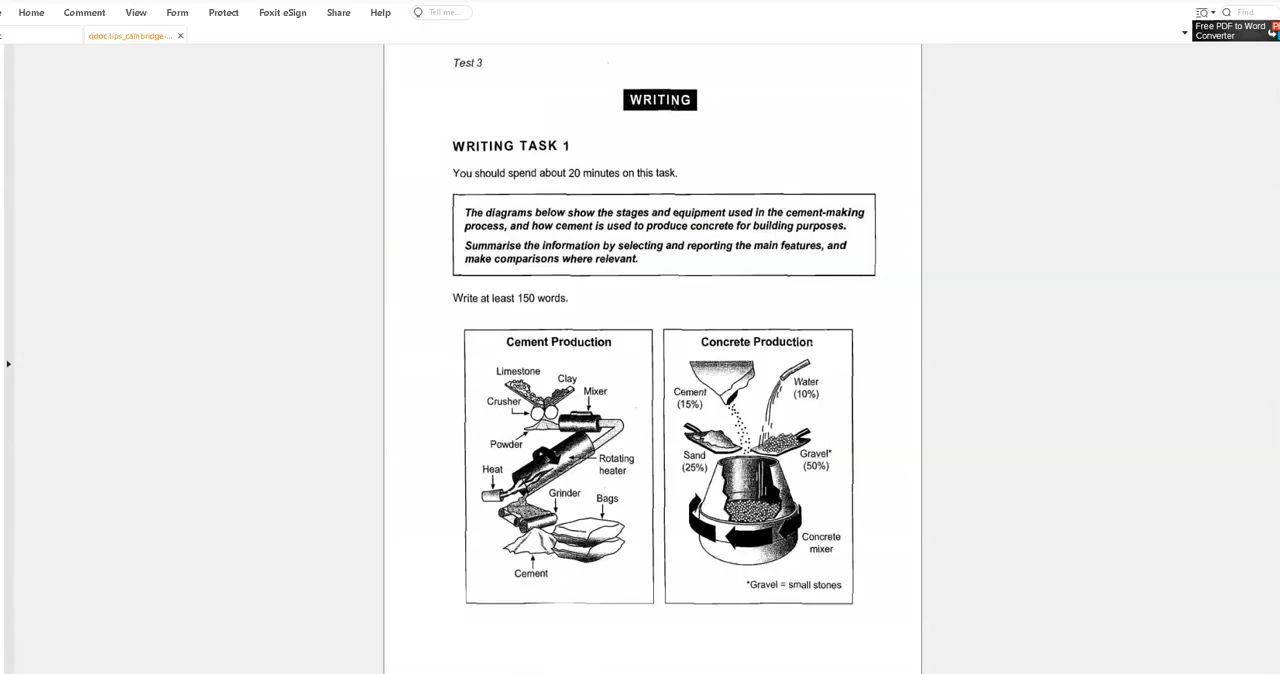 Home Comment View Form Protect Foxit eSign Share Help Tell me... Find
qdoc.tips_cambridge-... Free PDF to Word
Converter
Test 3
WRITING
WRITING TASK 1
You should spend about 20 minutes on this task.
The diagrams below show the stages and equipment used in the cement-making
process, and how cement is used to produce concrete for building purposes.
Summarise the information by selecting and reporting the main features, and
make comparisons where relevant.
Write at least 150 words.
Cement Production
Limestone
Clay
Mixer
Crusher
Powder
Rotating
heater
Heat
Grinder
Bags
Cement
Concrete Production
Cement
(15%)
Water
(10%)
Sand
(25%)
Gravel*
(50%)
Concrete
mixer
*Gravel = small stones